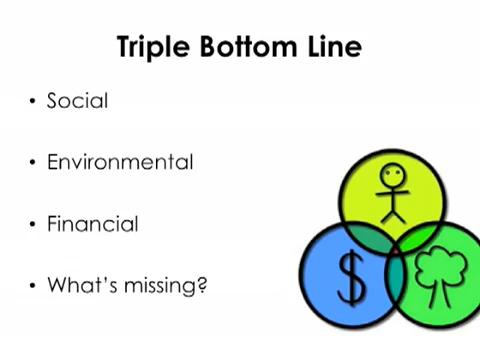 Triple Bottom Line
• Social
• Environmental
• Financial
• What's missing?
$